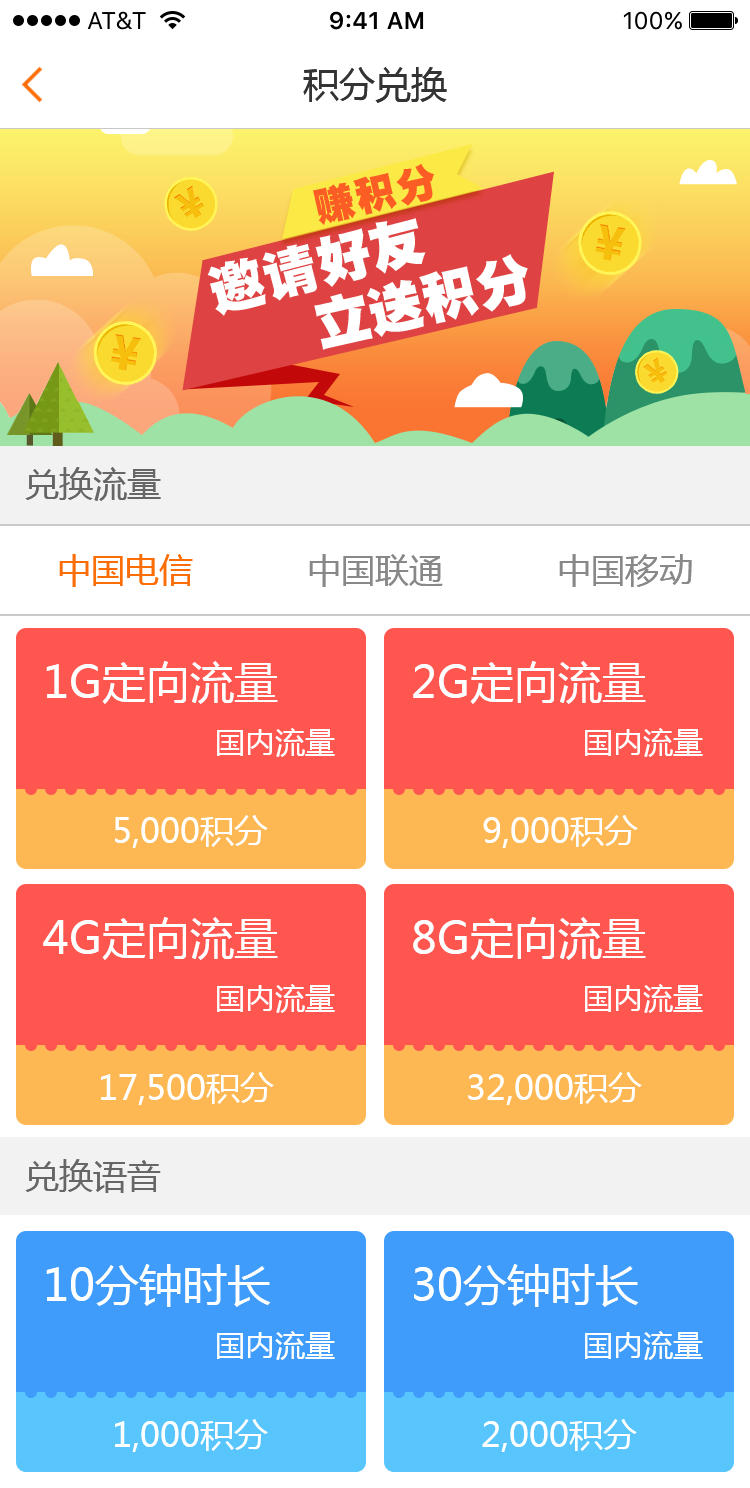 AT&T 9:41 AM 100%
积分兑换
赚积分
邀请好友
立送积分
兑换流量
中国电信 中国联通 中国移动
1G定向流量 2G定向流量
国内流量 国内流量
5,000积分 9,000积分
4G定向流量 8G定向流量
国内流量 国内流量
17,500积分 32,000积分
兑换语音
10分钟时长 30分钟时长
国内流量 国内流量
1,000积分 2,000积分